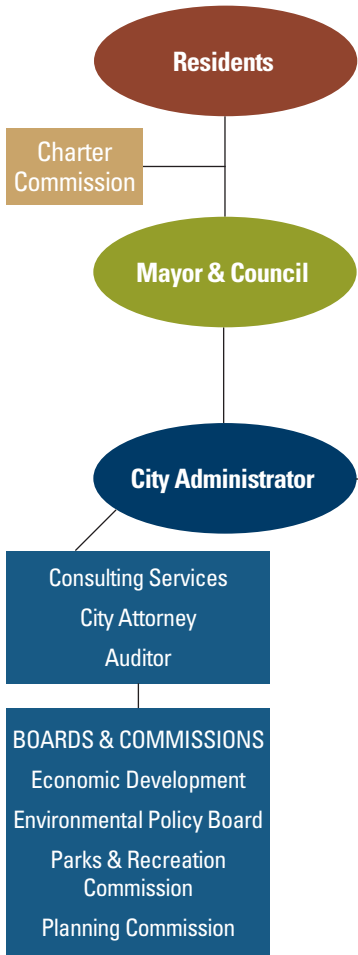 Residents
Charter
Commission
Mayor & Council
City Administrator
Consulting Services
City Attorney
Auditor
BOARDS & COMMISSIONS
Economic Development
Environmental Policy Board
Parks & Recreation
Commission
Planning Commission